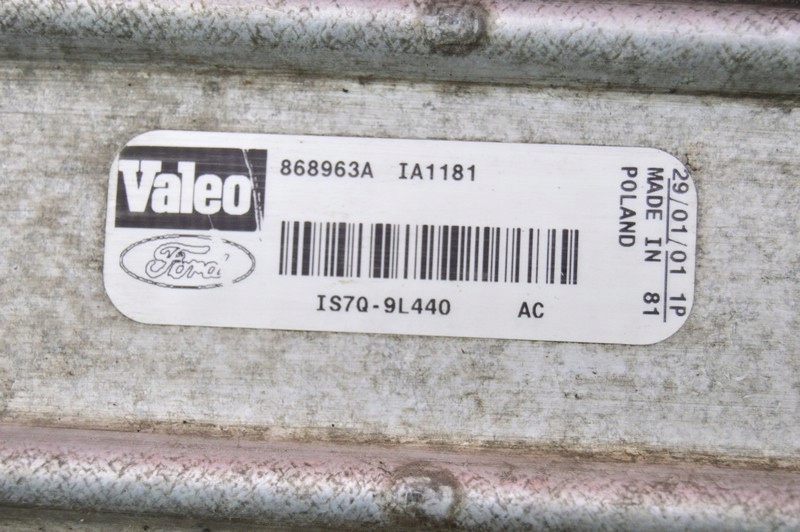 Valeo
868963A IA1181
Ford
IS7Q-9L440 AC
29/01/01 1P
MADE IN 81
POLAND